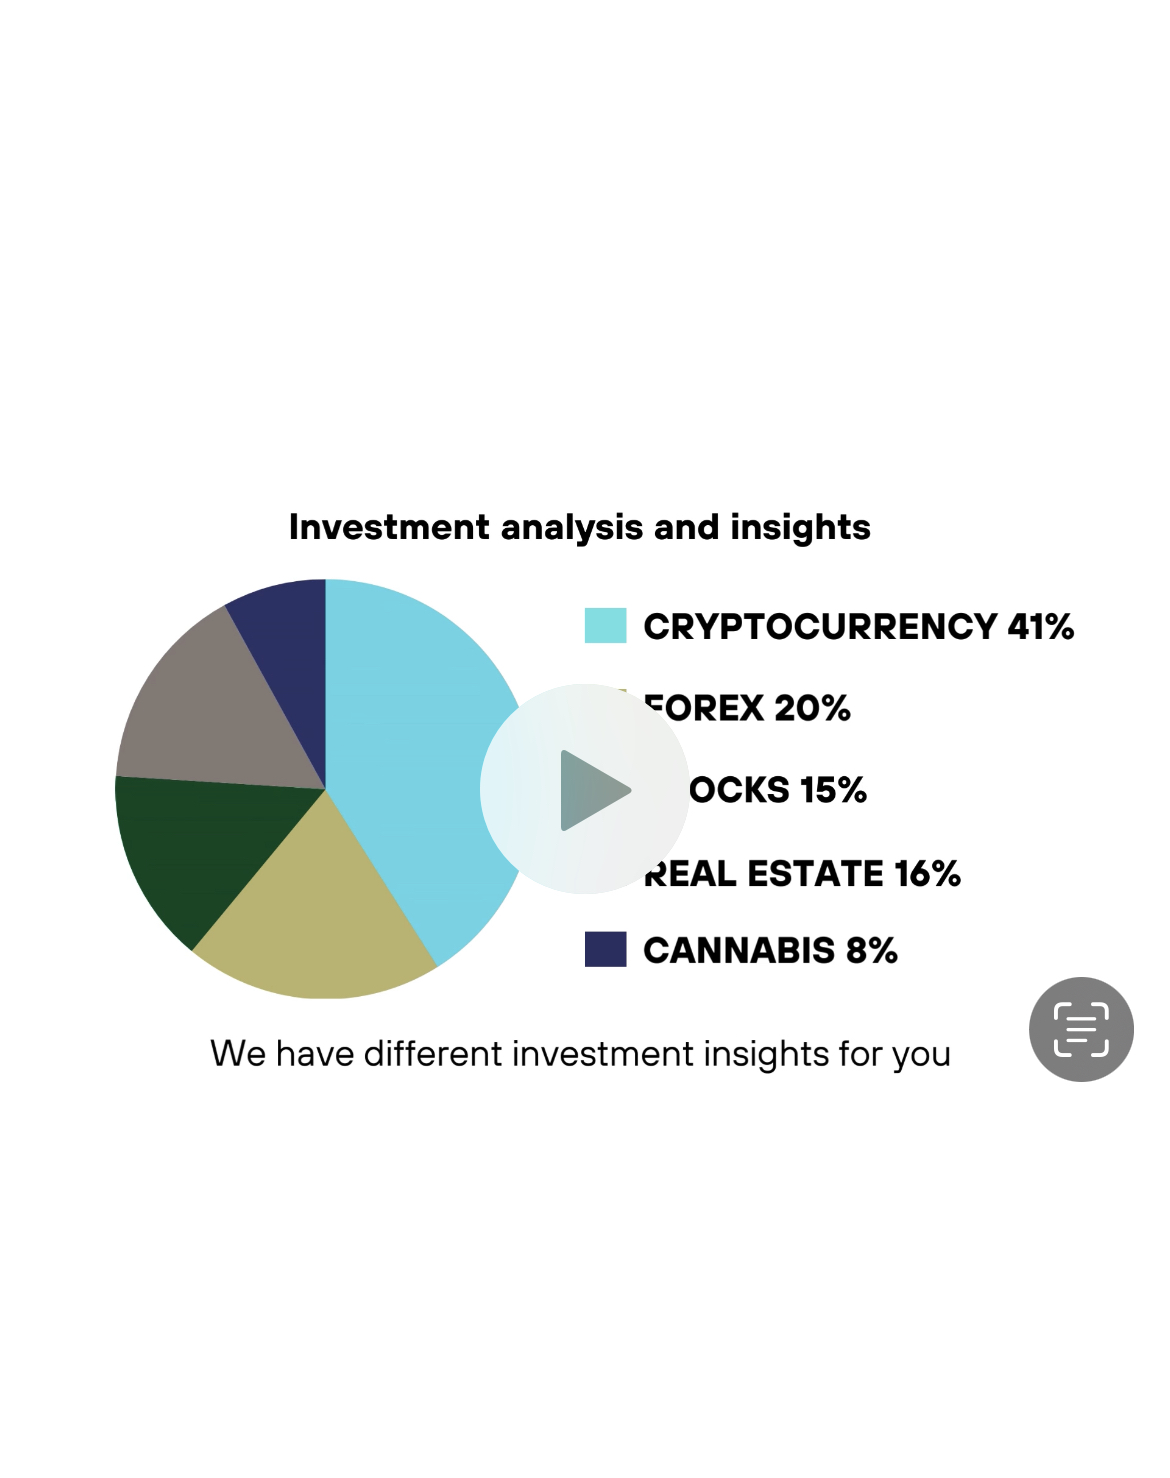 Investment analysis and insights
CRYPTOCURRENCY 41%
FOREX 20%
OCKS 15%
REAL ESTATE 16%
CANNABIS 8%
We have different investment insights for you